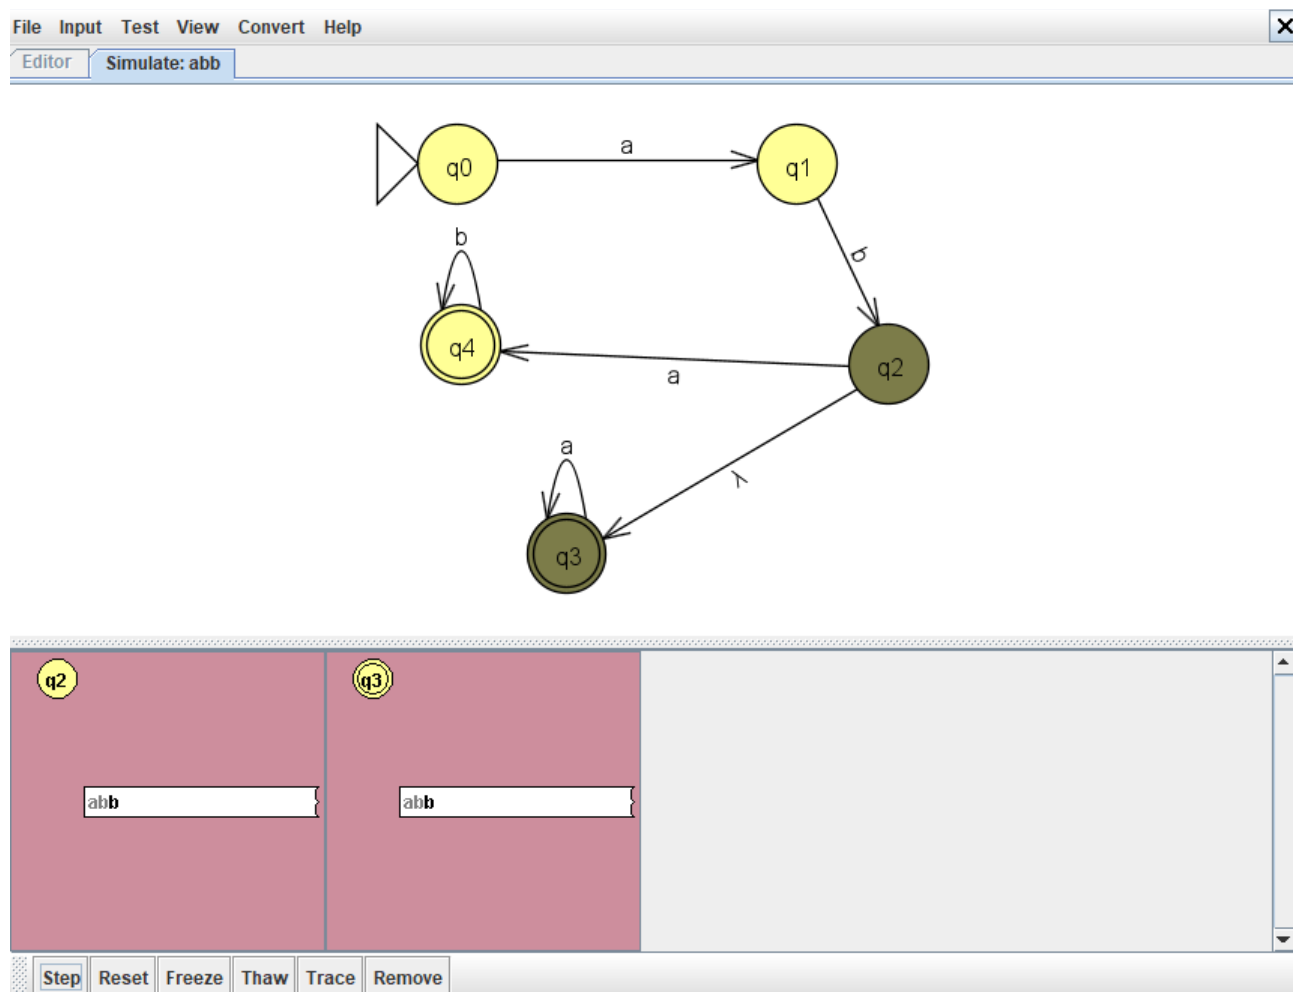 File Input Test View Convert Help
Editor Simulate: abb
a
q0 q1
b
b
q4
q2
a
a
λ
q3
q2 q3
abb abb
Step Reset Freeze Thaw Trace Remove